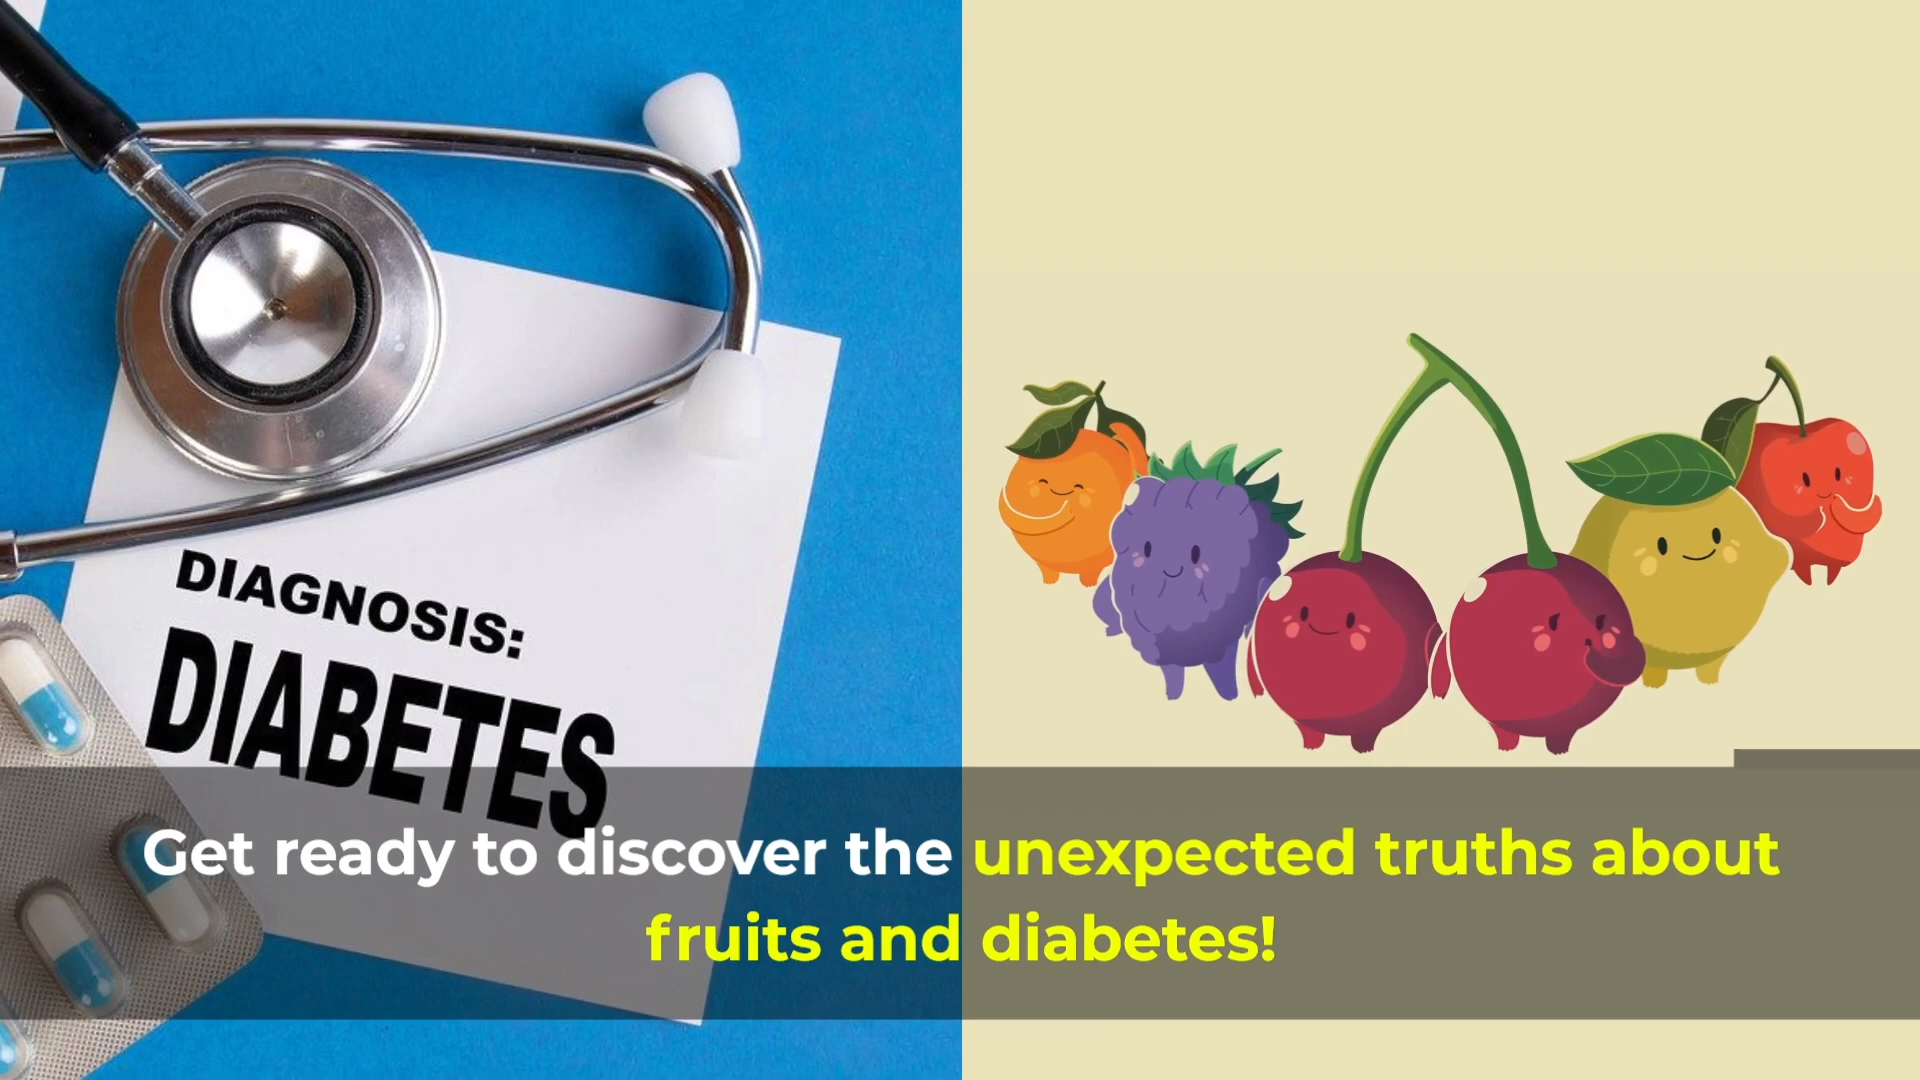 DIAGNOSIS:
DIABETES
Get ready to discover the unexpected truths about
fruits and diabetes!